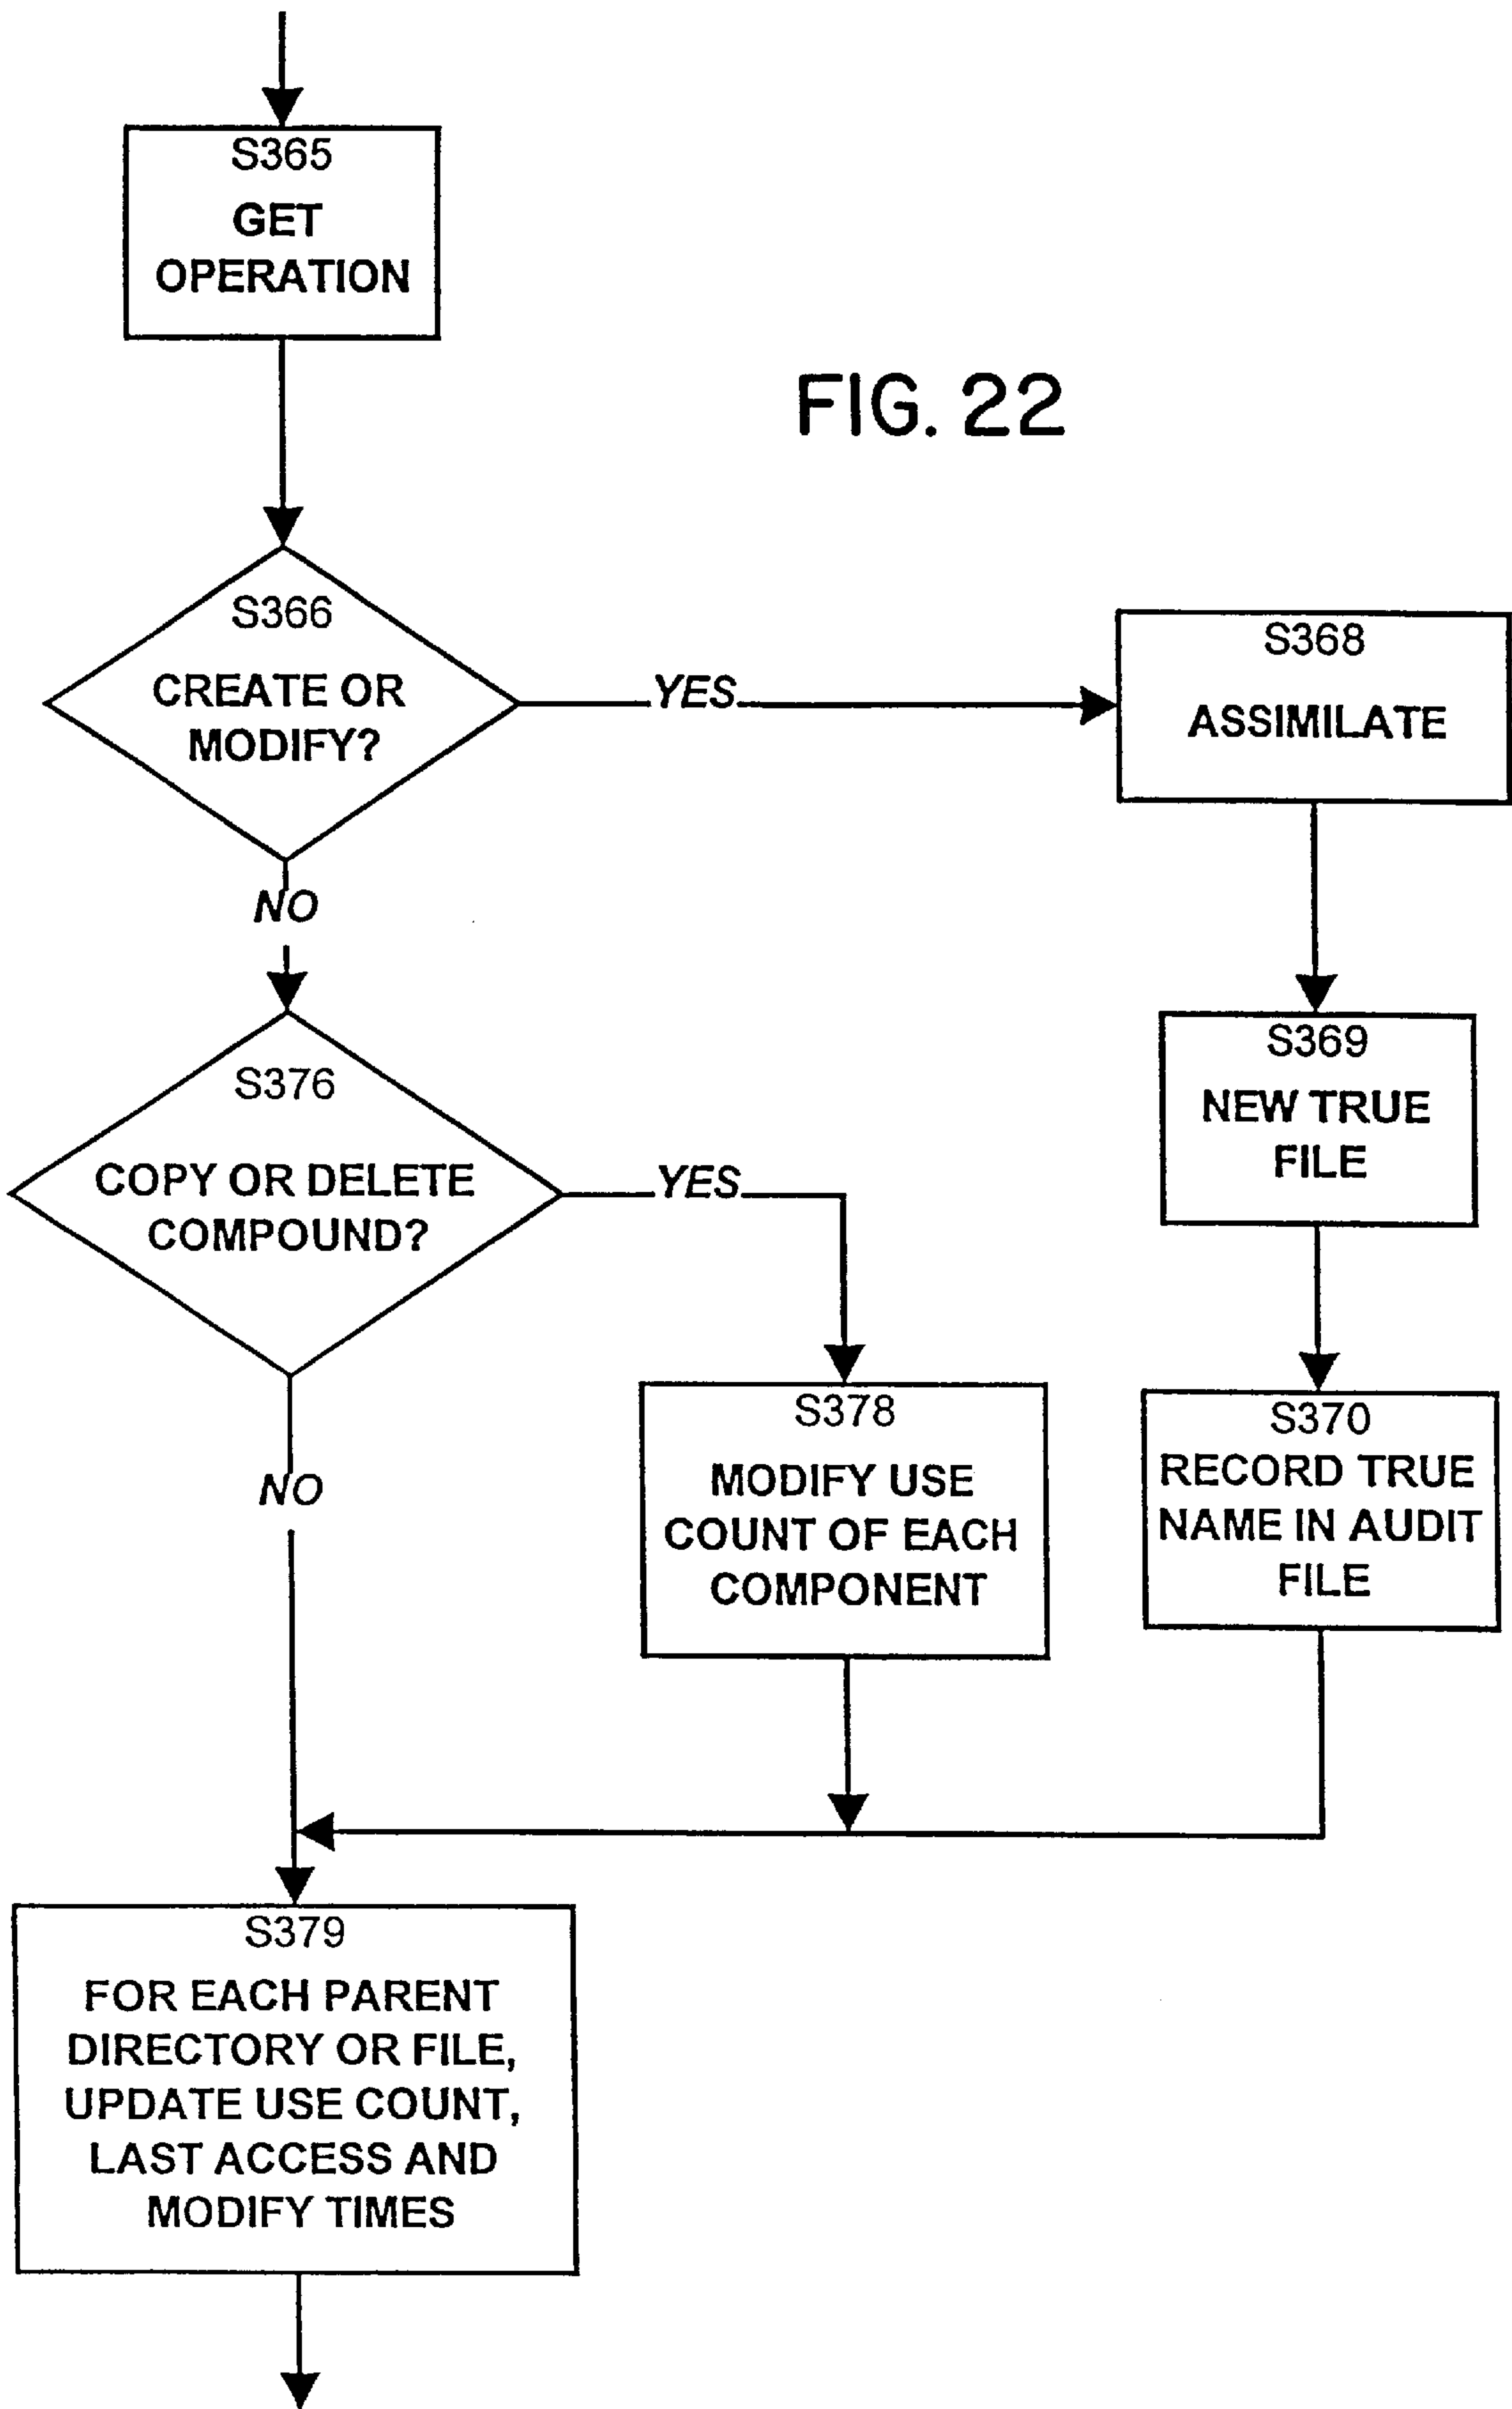 S365
GET
OPERATION
FIG. 22
S366
CREATE OR
MODIFY?
YES
S368
ASSIMILATE
NO
S369
NEW TRUE
FILE
S376
COPY OR DELETE
COMPOUND?
YES
S378
MODIFY USE
COUNT OF EACH
COMPONENT
S370
RECORD TRUE
NAME IN AUDIT
FILE
NO
S379
FOR EACH PARENT
DIRECTORY OR FILE,
UPDATE USE COUNT,
LAST ACCESS AND
MODIFY TIMES